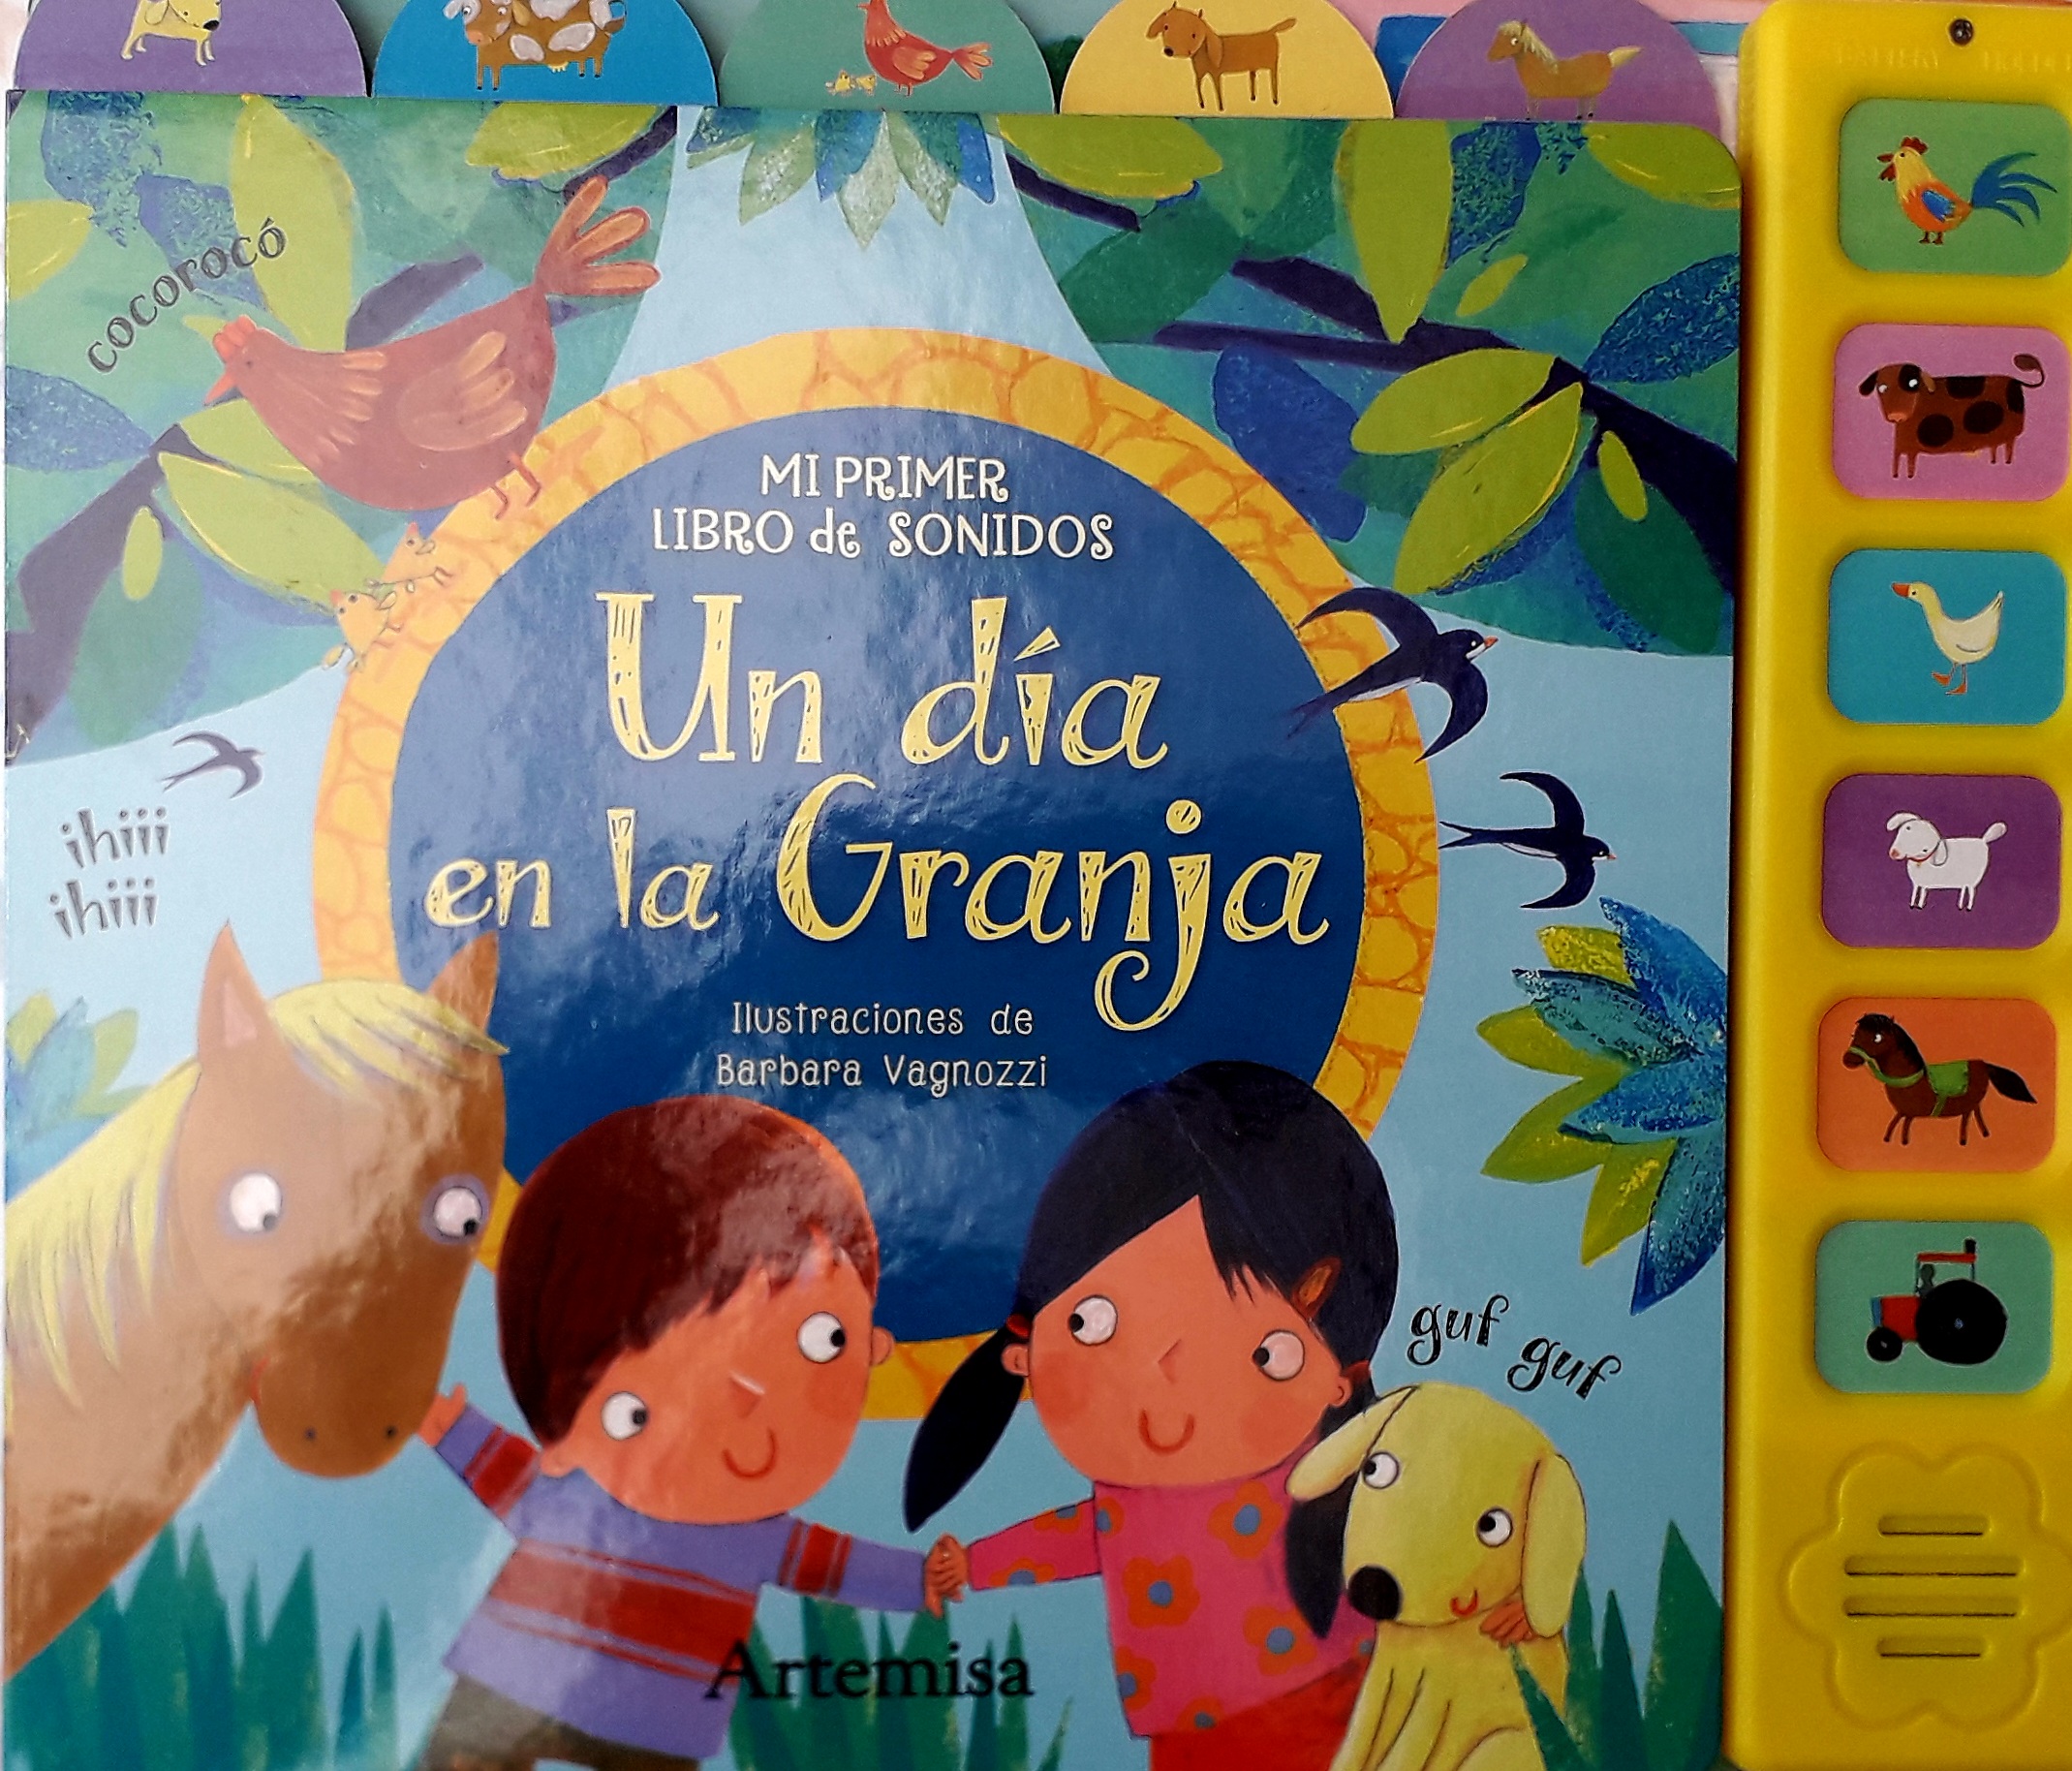 cocorocó
MI PRIMER
LIBRO de SONIDOS
Un día
en la Granja
ihiii
ihiii
Ilustraciones de
Barbara Vagnozzi
guf guf
Artemisa